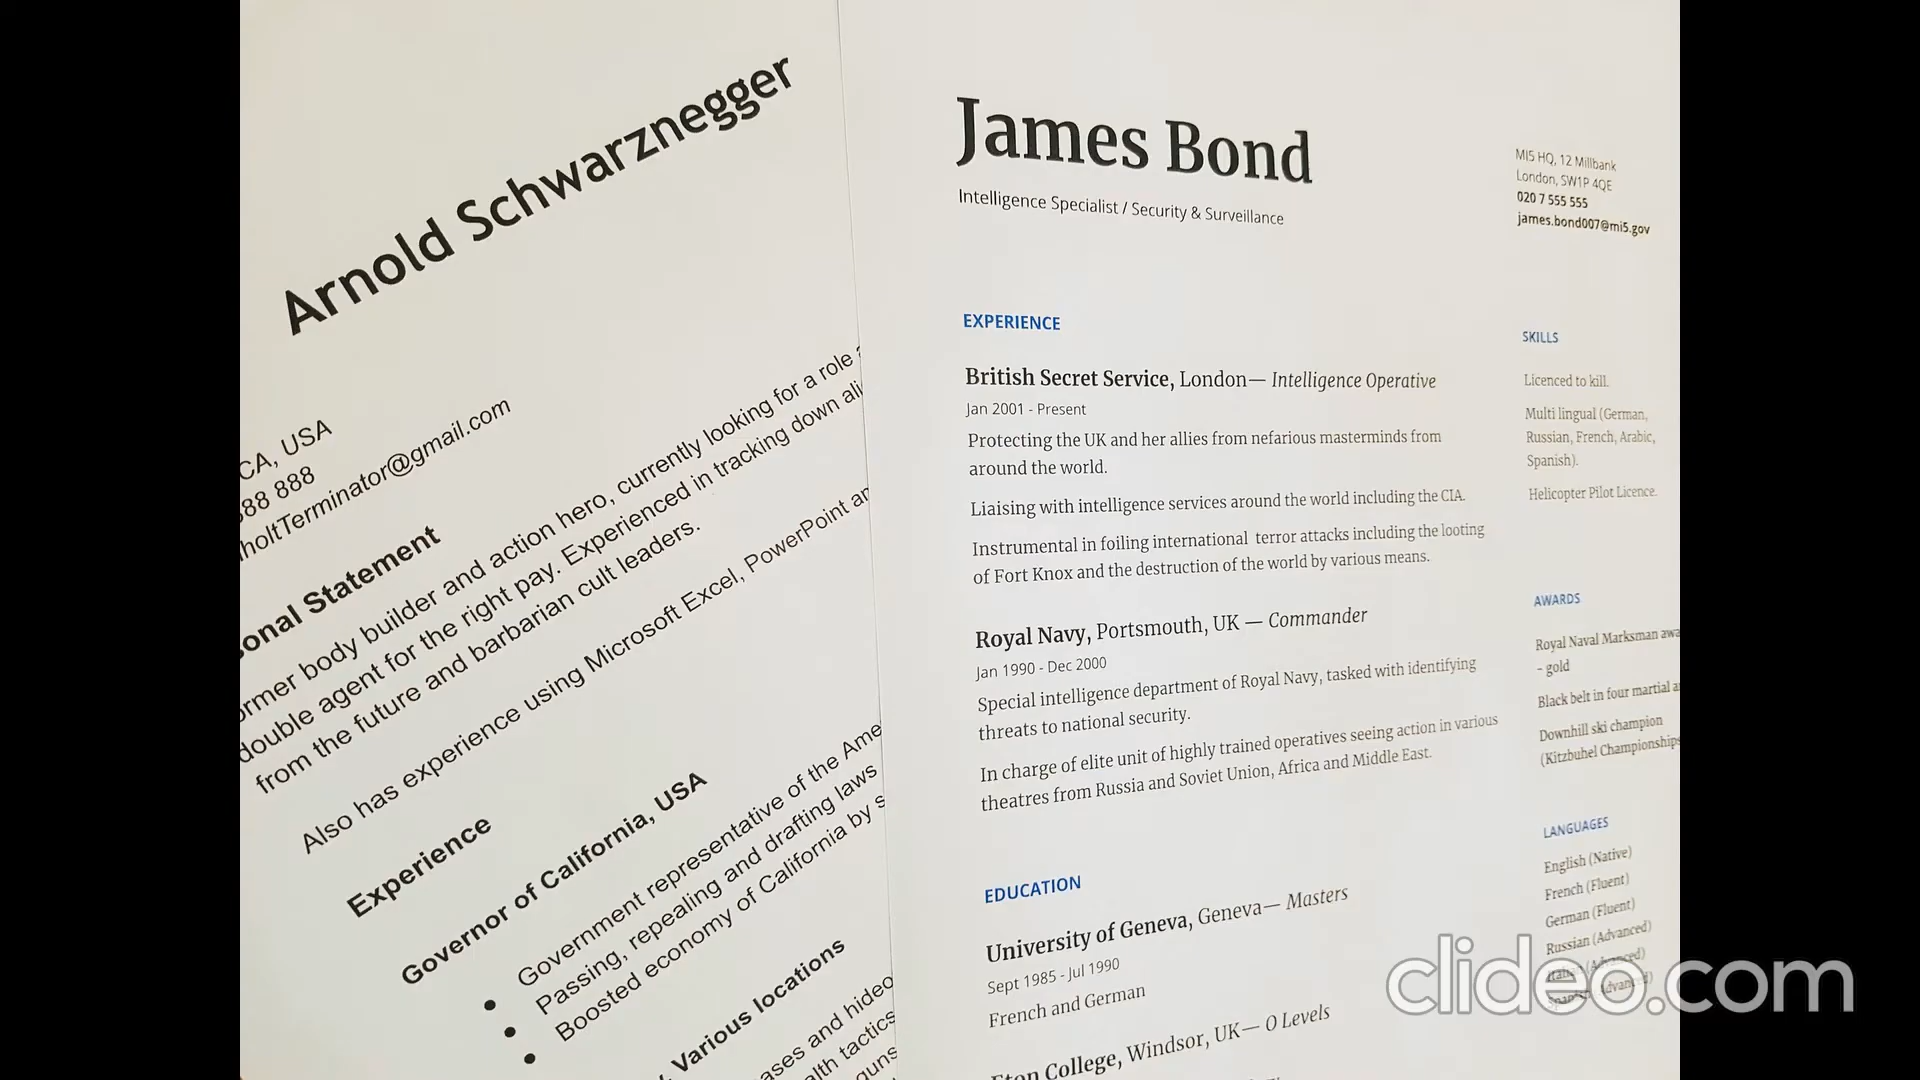 Arnold Schwarznegger
CA, USA
888
holtTerminator@gmail.com
Statement
body builder and action hero, currently looking for a role
double agent for the right pay. Experienced in tracking down
from the future and barbarian cult leaders.
Also has experience using Microsoft Excel, PowerPoint
Experience
Governor of California, USA
• Government representative of the
• Passing, repealing and drafting laws
• Boosted economy of California by
Various locations
and
tactics
guns
James Bond
Intelligence Specialist / Security & Surveillance
MI5 HQ, 12 Millbank
London, SW1P 4QE
020 7 555 555
james.bond007@mi5.gov
EXPERIENCE
British Secret Service, London— Intelligence Operative
Jan 2001 - Present
Protecting the UK and her allies from nefarious masterminds from
around the world.
Liaising with intelligence services around the world including the CIA.
Instrumental in foiling international terror attacks including the looting
of Fort Knox and the destruction of the world by various means.
Royal Navy, Portsmouth, UK — Commander
Jan 1990 - Dec 2000
Special intelligence department of Royal Navy, tasked with identifying
threats to national security.
In charge of elite unit of highly trained operatives seeing action in various
theatres from Russia and Soviet Union, Africa and Middle East.
EDUCATION
University of Geneva, Geneva— Masters
Sept 1985 - Jul 1990
French and German
Eton College, Windsor, UK— O Levels
SKILLS
Licenced to kill.
Multi lingual (German,
Russian, French, Arabic,
Spanish).
Helicopter Pilot Licence.
AWARDS
Royal Naval Marksman
- gold
Black belt in four martial
Downhill ski champion
(Kitzbuhel Championships
LANGUAGES
English (Native)
French (Fluent)
German (Fluent)
Russian (Advanced)
Italian (Advanced)
Spanish (Advanced)
clideo.com